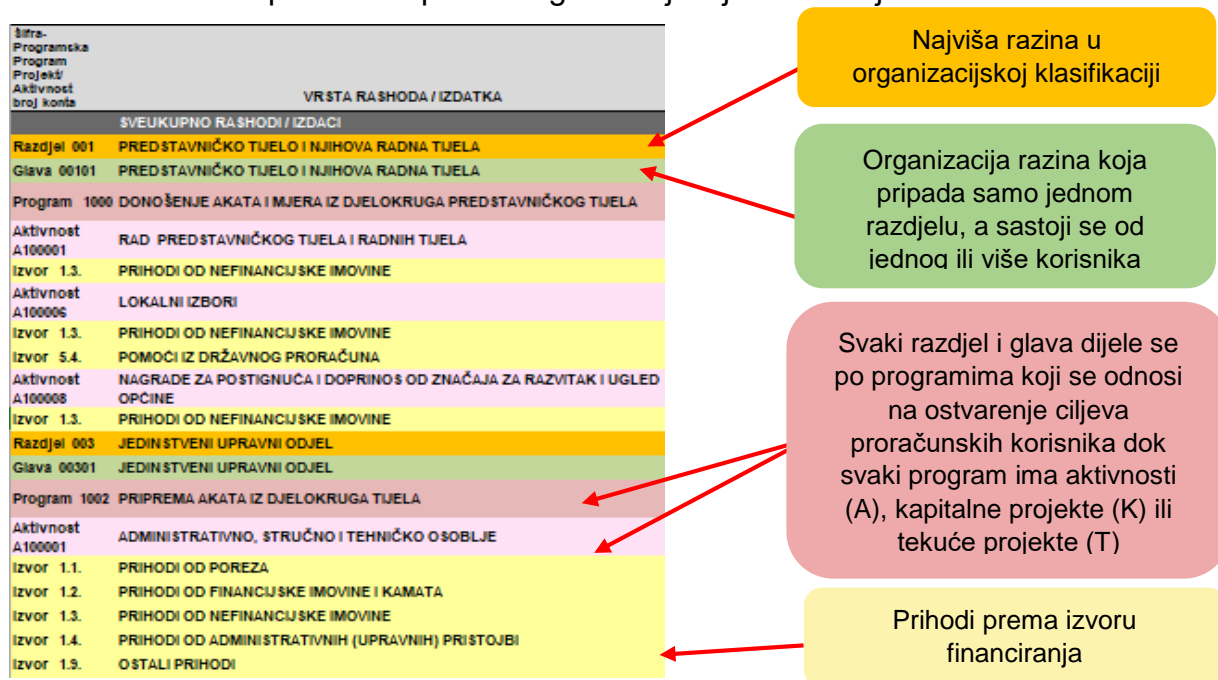 Šifra-
Programska
Program
Projekt/
Aktivnost
broj konta
VRSTA RASHODA / IZDATKA
SVEUKUPNO RASHODI / IZDACI
Razdjel 001 PREDSTAVNIČKO TIJELO I NJIHOVA RADNA TIJELA
Glava 00101 PREDSTAVNIČKO TIJELO I NJIHOVA RADNA TIJELA
Program 1000 DONOŠENJE AKATA I MJERA IZ DJELOKRUGA PREDSTAVNIČKOG TIJELA
Aktivnost
A100001 RAD PREDSTAVNIČKOG TIJELA I RADNIH TIJELA
Izvor 1.3. PRIHODI OD NEFINANCIJSKE IMOVINE
Aktivnost
A100006 LOKALNI IZBORI
Izvor 1.3. PRIHODI OD NEFINANCIJSKE IMOVINE
Izvor 5.4. POMOĆI IZ DRŽAVNOG PRORAČUNA
Aktivnost NAGRADE ZA POSTIGNUĆA I DOPRINOS OD ZNAČAJA ZA RAZVITAK I UGLED
A100008 OPĆINE
Izvor 1.3. PRIHODI OD NEFINANCIJSKE IMOVINE
Razdjel 003 JEDINSTVENI UPRAVNI ODJEL
Glava 00301 JEDINSTVENI UPRAVNI ODJEL
Program 1002 PRIPREMA AKATA IZ DJELOKRUGA TIJELA
Aktivnost
A100001 ADMINISTRATIVNO, STRUČNO I TEHNIČKO OSOBLJE
Izvor 1.1. PRIHODI OD POREZA
Izvor 1.2. PRIHODI OD FINANCIJSKE IMOVINE I KAMATA
Izvor 1.3. PRIHODI OD NEFINANCIJSKE IMOVINE
Izvor 1.4. PRIHODI OD ADMINISTRATIVNIH (UPRAVNIH) PRISTOJBI
Izvor 1.9. OSTALI PRIHODI
Najviša razina u
organizacijskoj klasifikaciji
Organizacija razina koja
pripada samo jednom
razdjelu, a sastoji se od
jednog ili više korisnika
Svaki razdjel i glava dijele se
po programima koji se odnosi
na ostvarenje ciljeva
proračunskih korisnika dok
svaki program ima aktivnosti
(A), kapitalne projekte (K) ili
tekuće projekte (T)
Prihodi prema izvoru
financiranja